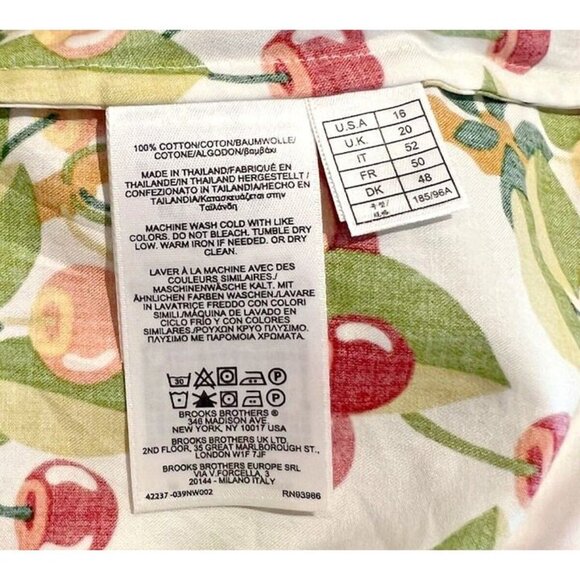 100% COTTON/COTON/BAUMWOLLE/
COTONE/ALGODON/βαμβάκι
MADE IN THAILAND/FABRIQUÉ EN
THAILANDE/IN THAILAND HERGESTELLT /
CONFEZIONATO IN TAILANDIA/HECHO EN
TAILANDIA/Κατασκευάζεται στην
Ταϊλάνδη
MACHINE WASH COLD WITH LIKE
COLORS. DO NOT BLEACH. TUMBLE DRY
LOW. WARM IRON IF NEEDED. OR DRY
CLEAN.
LAVER À LA MACHINE AVEC DES
COULEURS SIMILAIRES./
MASCHINENWÄSCHE KALT. MIT
ÄHNLICHEN FARBEN WASCHEN./LAVARE
IN LAVATRICE FREDDO CON COLORI
SIMILI./ MÁQUINA DE LAVADO EN
CICLO FRÍO Y CON COLORES
SIMILARES./ΡΟΥΧΩΝ ΚΡΥΟ ΠΛΥΣΙΜΟ.
ΠΛΥΣΙΜΟ ΜΕ ΠΑΡΟΜΟΙΑ ΧΡΩΜΑΤΑ.
30
BROOKS BROTHERS ®
346 MADISON AVE
NEW YORK, NY 10017 USA
BROOKS BROTHERS UK LTD.
2ND FLOOR, 35 GREAT MARLBOROUGH ST.,
LONDON W1F 7JF
BROOKS BROTHERS EUROPE SRL
VIA V.FORCELLA, 3
20144 - MILANO ITALY
42237 -039NW002 RN93986
U.S.A 16
U.K. 20
IT 52
FR 50
DK 48
185/96A